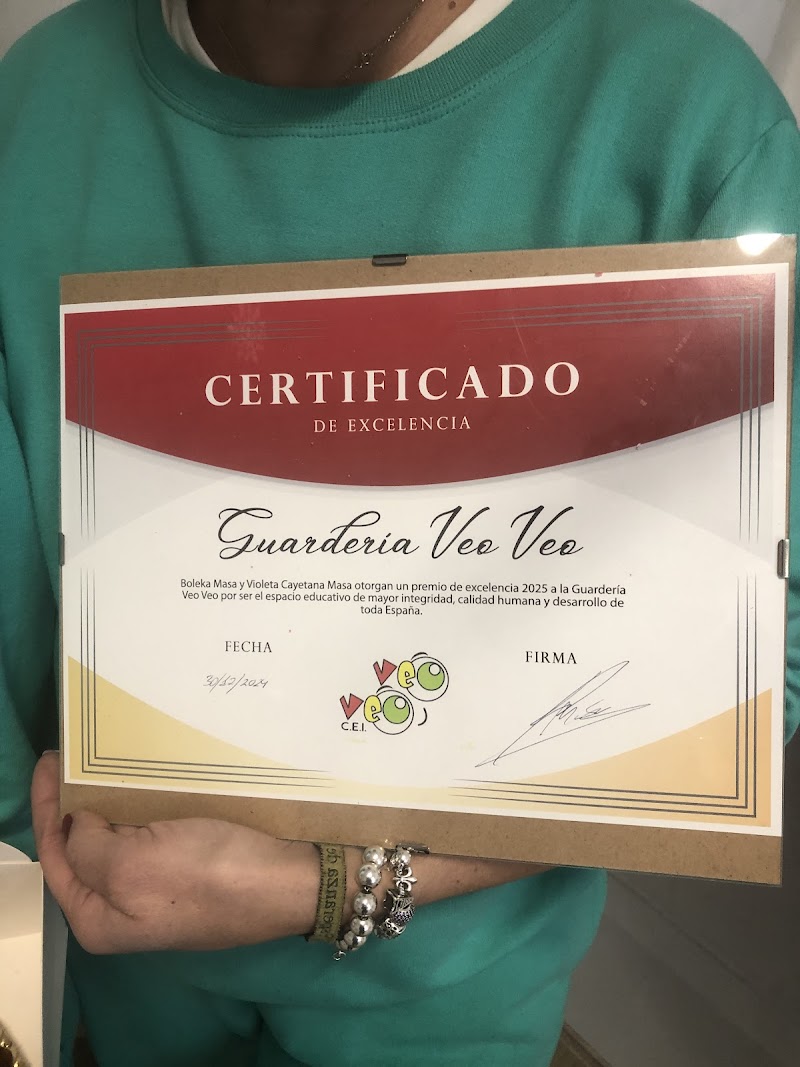 CERTIFICADO
DE EXCELENCIA
Guardería Veo Veo
Boleka Masa y Violeta Cayetana Masa otorgan un premio de excelencia 2025 a la Guardería
Veo Veo por ser el espacio educativo de mayor integridad, calidad humana y desarrollo de
toda España.
FECHA
30/12/2024
FIRMA
veo
veo
C.E.I.